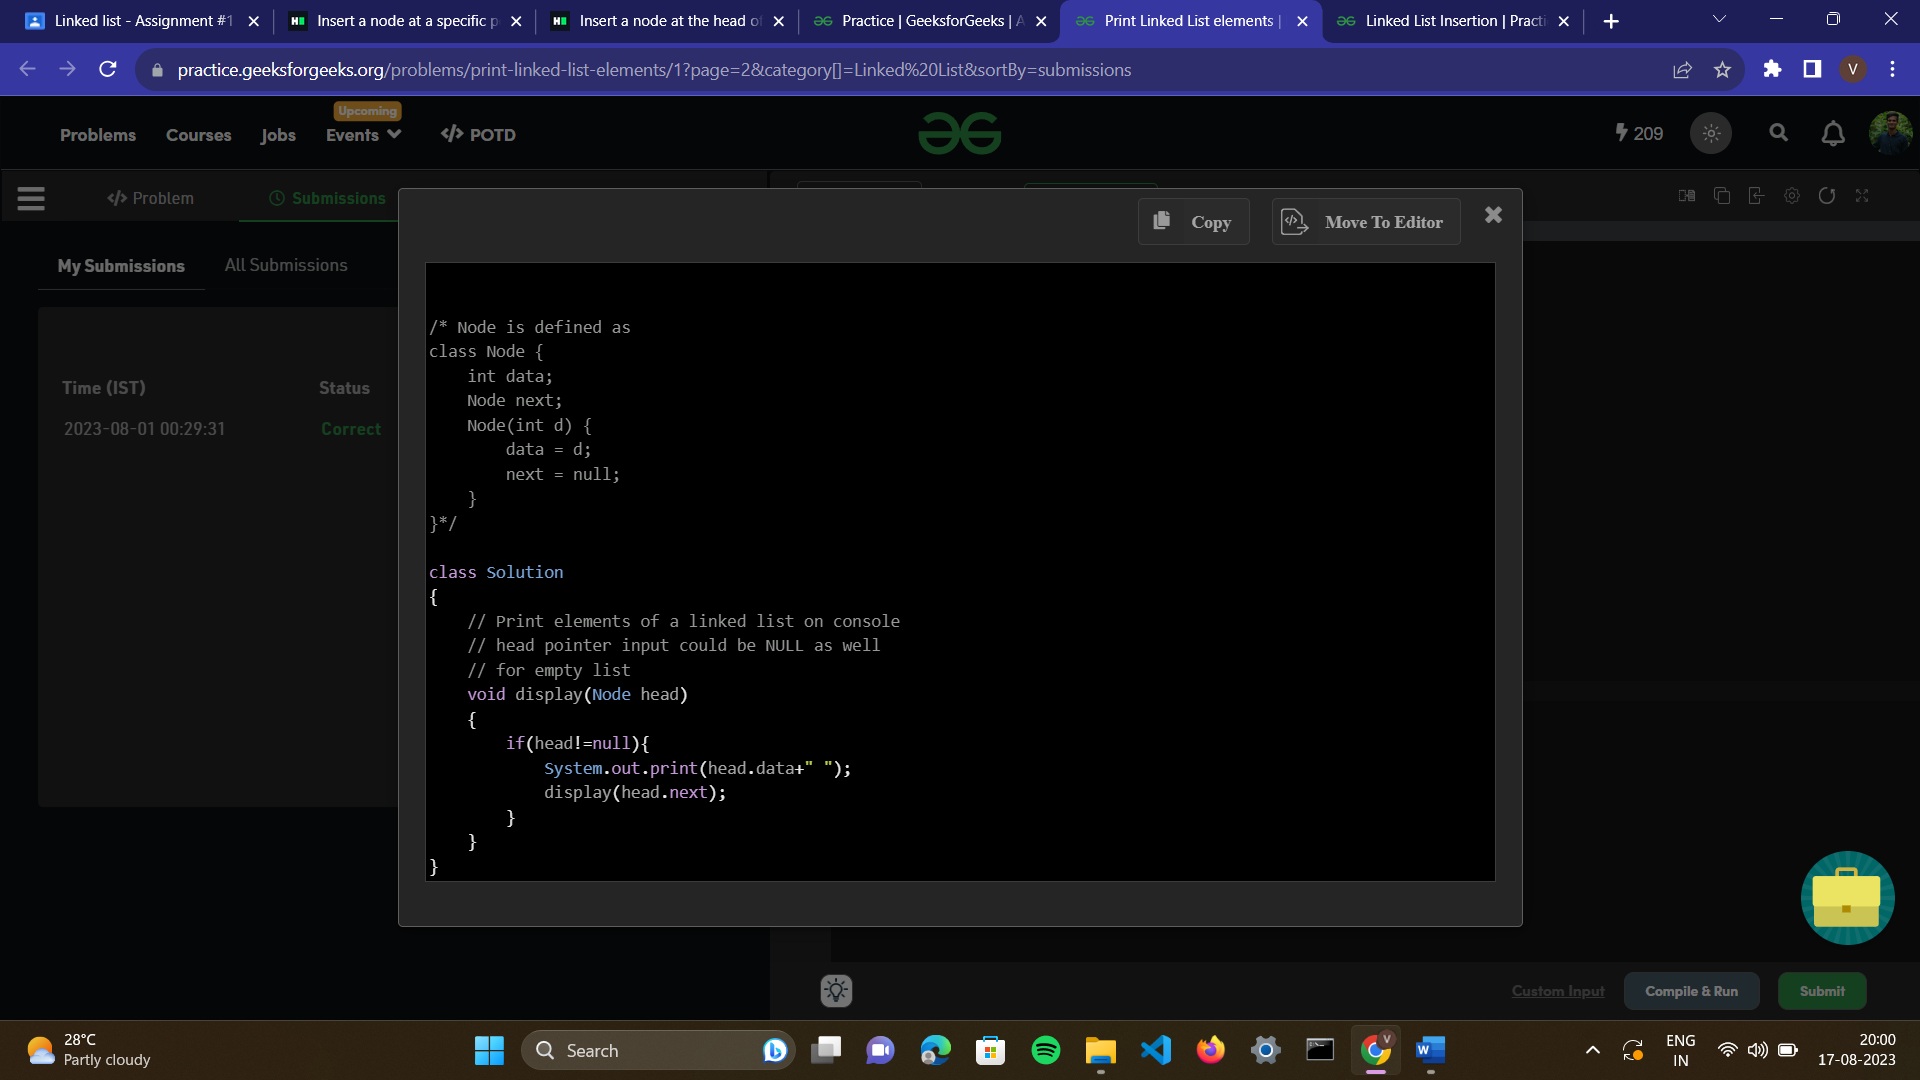 Linked list - Assignment #1
Insert a node at a specific p
Insert a node at the head o
Practice | GeeksforGeeks | A
Print Linked List elements |
Linked List Insertion | Practi
practice.geeksforgeeks.org/problems/print-linked-list-elements/1?page=2&category[]=Linked%20List&sortBy=submissions
V
Upcoming
Problems
Courses
Jobs
Events
</> POTD
209
</> Problem
Submissions
Copy
Move To Editor
My Submissions
All Submissions
Time (IST)
Status
2023-08-01 00:29:31
Correct
/* Node is defined as
class Node {
    int data;
    Node next;
    Node(int d) {
        data = d;
        next = null;
    }
}*/
class Solution
{
    // Print elements of a linked list on console
    // head pointer input could be NULL as well
    // for empty list
    void display(Node head)
    {
        if(head!=null){
            System.out.print(head.data+" ");
            display(head.next);
        }
    }
}
Custom Input
Compile & Run
Submit
28°C
Partly cloudy
Search
ENG
IN
20:00
17-08-2023